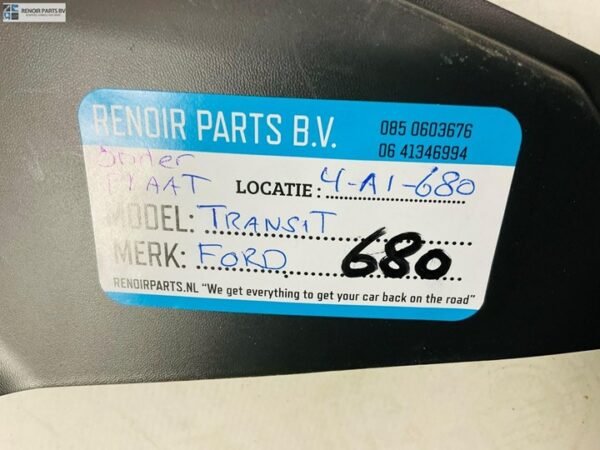 RENOIR PARTS BV
RENOIR PARTS B.V.
085 0603676
06 41346994
onder
PLAAT
LOCATIE : 4-A1-680
MODEL: TRANSIT
MERK: FORD 680
RENOIRPARTS.NL "We get everything to get your car back on the road"